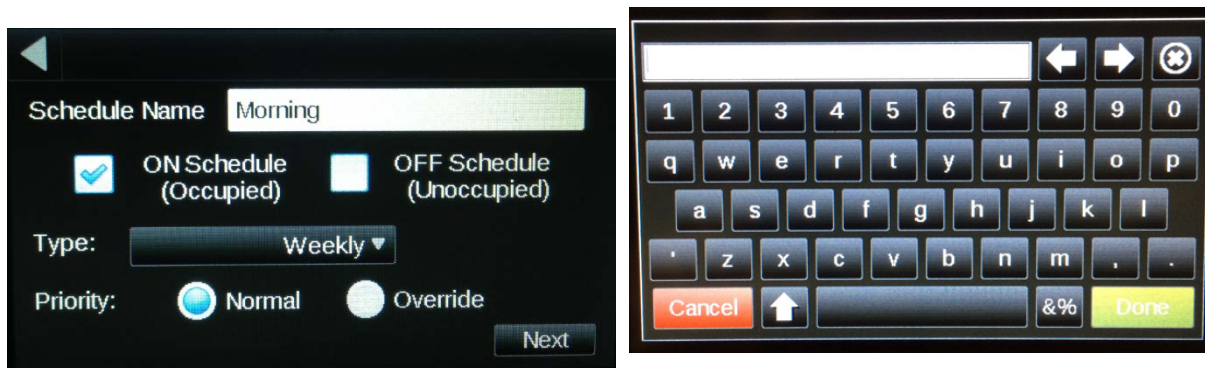 Schedule Name Morning
ON Schedule
(Occupied)
OFF Schedule
(Unoccupied)
Type: Weekly
Priority: Normal Override
Next
1 2 3 4 5 6 7 8 9 0
q w e r t y u i o p
a s d f g h j k l
' z x c v b n m , .
Cancel &% Done